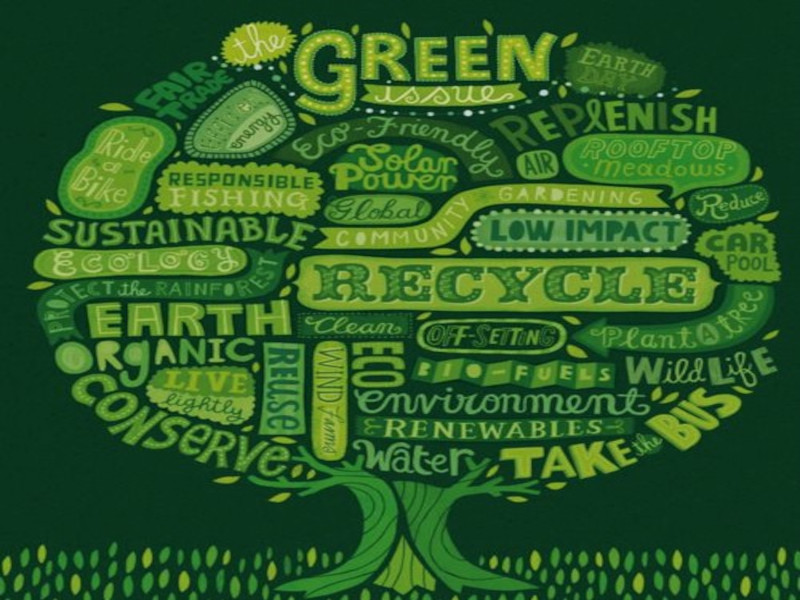 the GREEN
issue
EARTH
DAY
FAIR
TRADE
energy
Eco-Friendly
REPLENISH
Ride
a
Bike
Solar
Power
AIR
ROOFTOP
Meadows
RESPONSIBLE
FISHING
Global
COMMUNITY GARDENING
Reduce
SUSTAINABLE
LOW IMPACT
CAR
POOL
ECOLOGY
PROTECT the RAINFOREST
RECYCLE
EARTH
Clean
OFF-SETTING
Plant A tree
ORGANIC
LIVE
lightly
REUSE
WIND farms
ECO
BIO-FUELS
WildLiFE
CONSERVE
environment
RENEWABLES
Water
TAKE the BUS